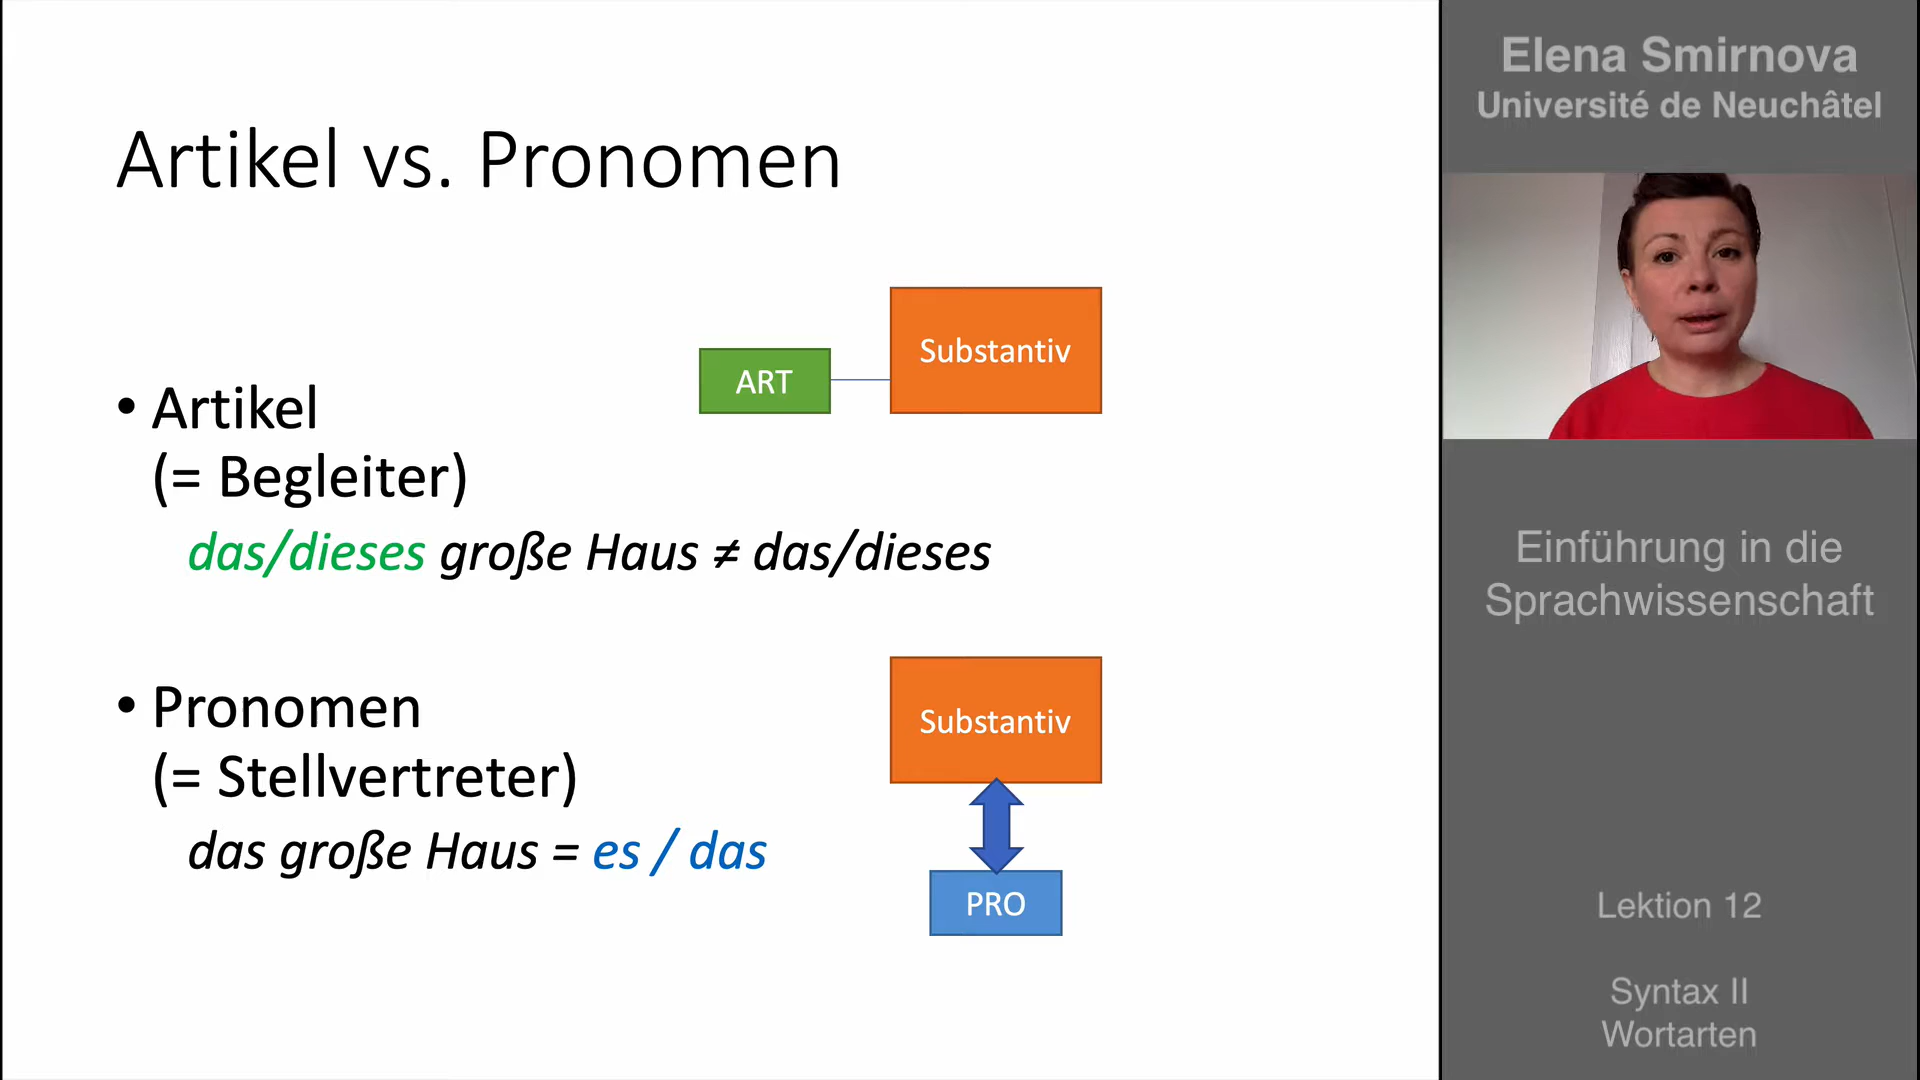 Artikel vs. Pronomen
ART
Substantiv
• Artikel
(= Begleiter)
das/dieses große Haus ≠ das/dieses
• Pronomen
(= Stellvertreter)
das große Haus = es / das
Substantiv
PRO
Elena Smirnova
Université de Neuchâtel
Einführung in die
Sprachwissenschaft
Lektion 12
Syntax II
Wortarten